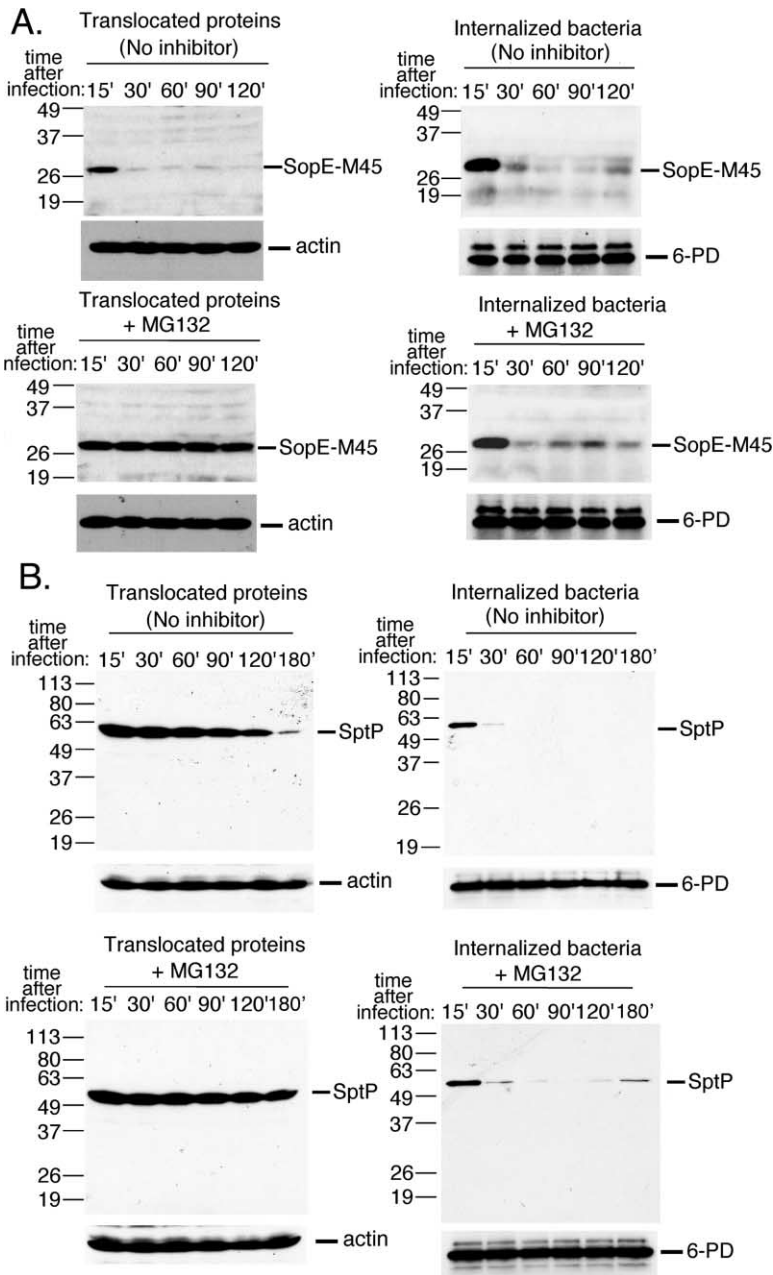 A.
Translocated proteins
(No inhibitor)
time
after
infection: 15' 30' 60' 90' 120'
49
37
26
19
SopE-M45
actin
Internalized bacteria
(No inhibitor)
time
after
infection: 15' 30' 60' 90' 120'
49
37
26
19
SopE-M45
6-PD
Translocated proteins
+ MG132
time
after
nfection: 15' 30' 60' 90' 120'
49
37
26
19
SopE-M45
actin
Internalized bacteria
+ MG132
time
after
infection: 15' 30' 60' 90' 120'
49
37
26
19
SopE-M45
6-PD
B.
Translocated proteins
(No inhibitor)
time
after
infection: 15' 30' 60' 90' 120' 180'
113
80
63
49
37
26
19
SptP
actin
Internalized bacteria
(No inhibitor)
time
after
infection: 15' 30' 60' 90' 120' 180'
113
80
63
49
37
26
19
SptP
6-PD
Translocated proteins
+ MG132
time
after
infection: 15' 30' 60' 90' 120' 180'
113
80
63
49
37
26
19
SptP
actin
Internalized bacteria
+ MG132
time
after
infection: 15' 30' 60' 90' 120' 180'
113
80
63
49
37
26
19
SptP
6-PD